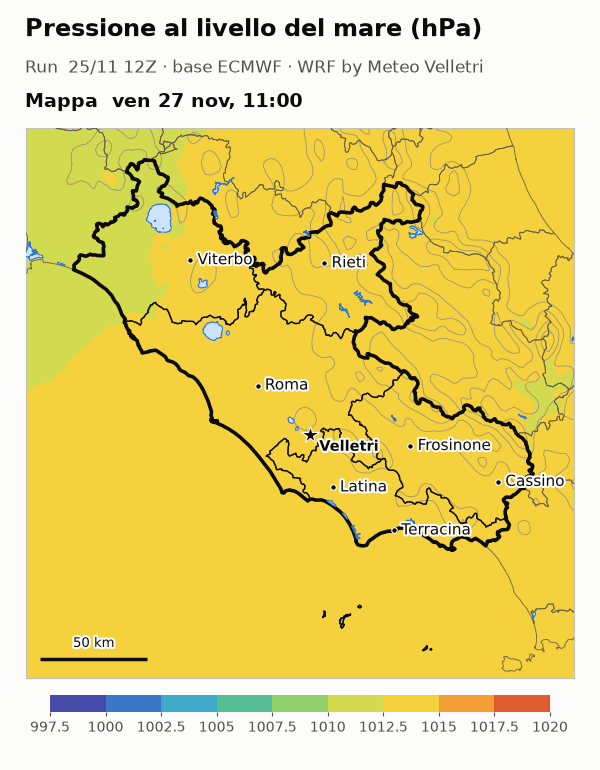 Pressione al livello del mare (hPa)
Run  25/11 12Z · base ECMWF · WRF by Meteo Velletri
Mappa  ven 27 nov, 11:00
Viterbo
Rieti
Roma
Velletri
Frosinone
Cassino
Latina
Terracina
50 km
997.5 1000 1002.5 1005 1007.5 1010 1012.5 1015 1017.5 1020